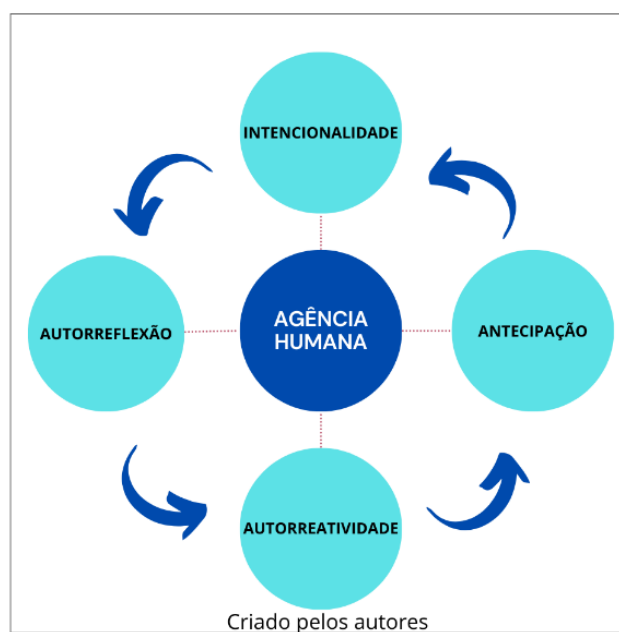 INTENCIONALIDADE
AUTORREFLEXÃO
AGÊNCIA
HUMANA
ANTECIPAÇÃO
AUTORREATIVIDADE
Criado pelos autores